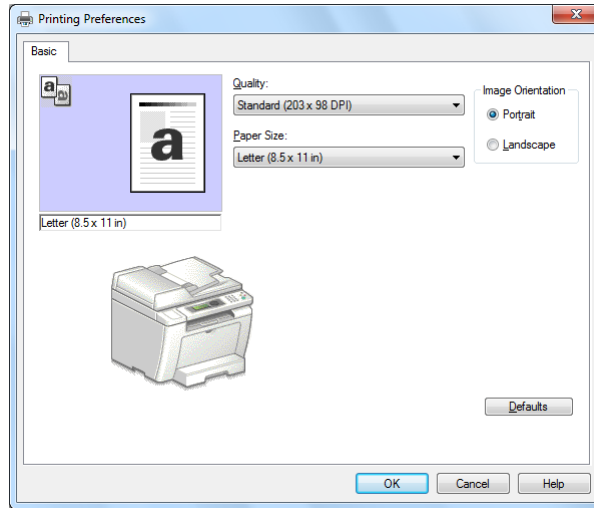 Printing Preferences
Basic
a
a
a
Letter (8.5 x 11 in)
Quality:
Standard (203 x 98 DPI)
Paper Size:
Letter (8.5 x 11 in)
Image Orientation
Portrait
Landscape
Defaults
OK
Cancel
Help